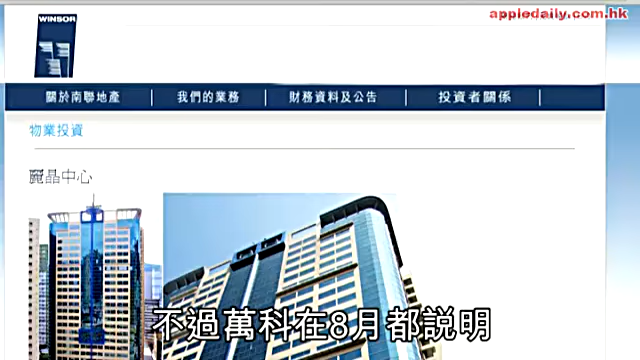 appledaily.com.hk
WINSOR
關於南聯地產
我們的業務
財務資料及公告
投資者關係
物業投資
麗晶中心
不過萬科在8月都説明